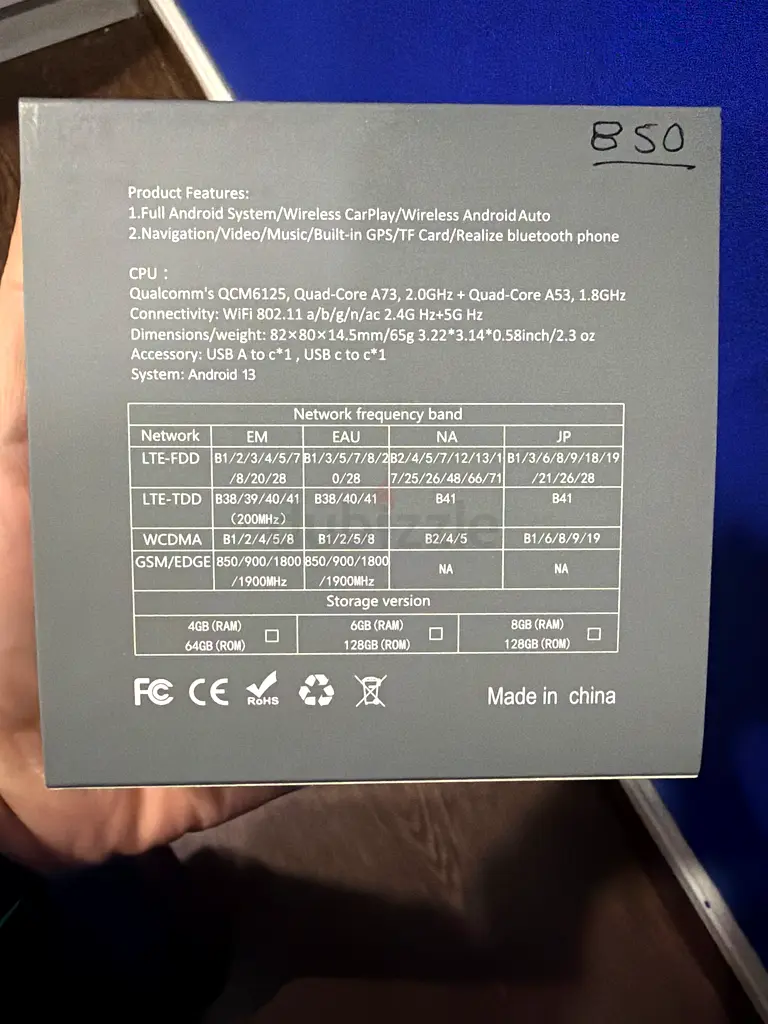 850
Product Features:
1.Full Android System/Wireless CarPlay/Wireless Android Auto
2.Navigation/Video/Music/Built-in GPS/TF Card/Realize bluetooth phone
CPU :
Qualcomm's QCM6125, Quad-Core A73, 2.0GHz + Quad-Core A53, 1.8GHz
Connectivity: WiFi 802.11 a/b/g/n/ac 2.4G Hz+5G Hz
Dimensions/weight: 82×80×14.5mm/65g 3.22*3.14*0.58inch/2.3 oz
Accessory: USB A to c*1 , USB c to c*1
System: Android 13
Network frequency band
Network EM EAU NA JP
LTE-FDD B1/2/3/4/5/7 B1/3/5/7/8/2 B2/4/5/7/12/13/1 B1/3/6/8/9/18/19
/8/20/28 0/28 7/25/26/48/66/71 /21/26/28
LTE-TDD B38/39/40/41 B38/40/41 B41 B41
(200MHz)
WCDMA B1/2/4/5/8 B1/2/5/8 B2/4/5 B1/6/8/9/19
GSM/EDGE 850/900/1800 850/900/1800 NA NA
/1900MHz /1900MHz
Storage version
4GB (RAM) 6GB (RAM) 8GB (RAM)
64GB (ROM) 128GB (ROM) 128GB (ROM)
FC CE RoHS Made in china
dubizzle